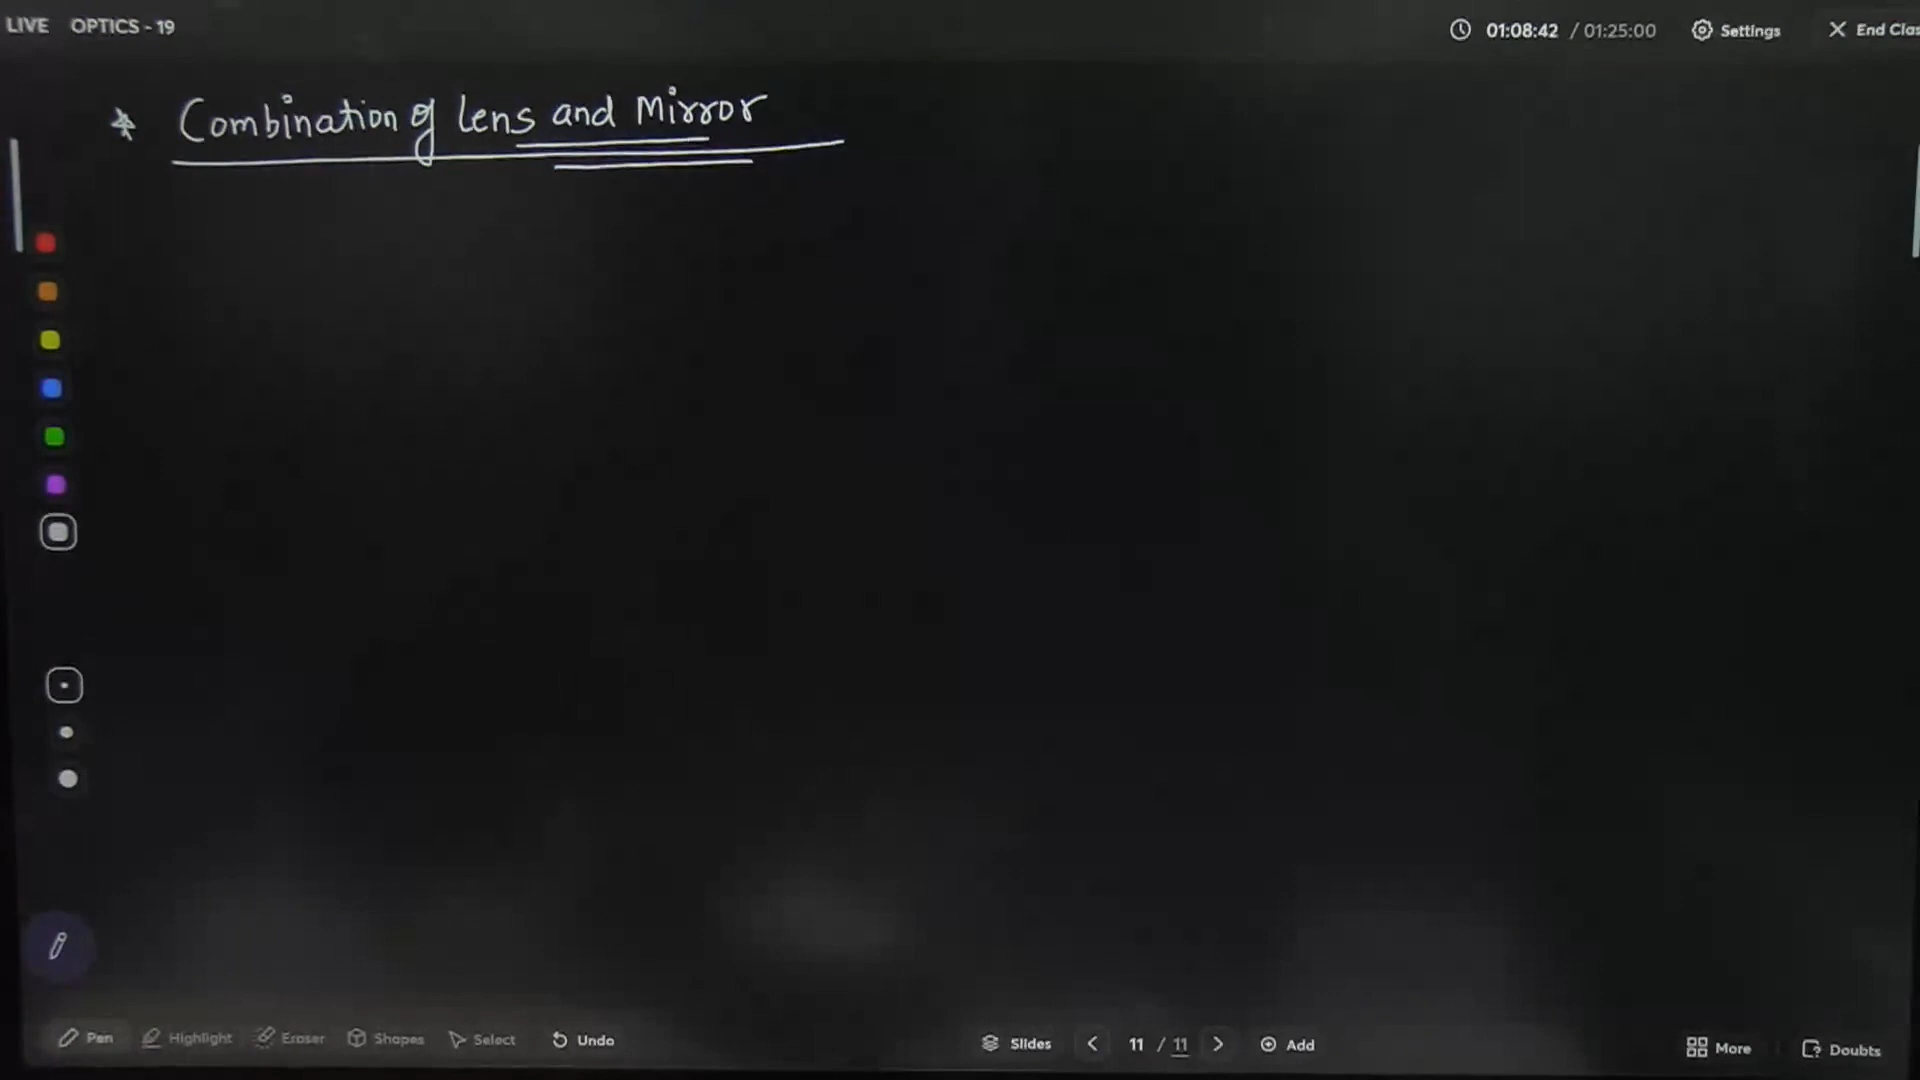 LIVE OPTICS - 19
01:08:42 / 01:25:00 Settings End Clas
Combination of Lens and Mirror
Pen Highlight Eraser Shapes Select Undo
Slides 11 / 11 Add
More Doubts